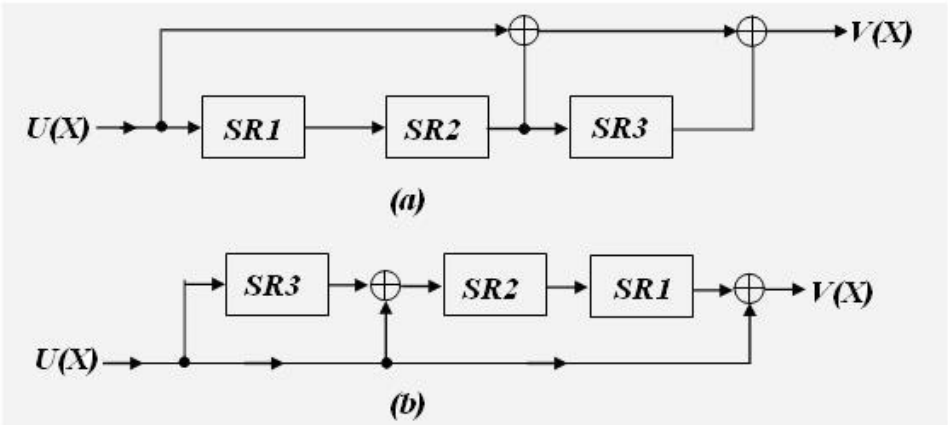 V(X)
U(X) SR1 SR2 SR3
(a)
SR3 SR2 SR1 V(X)
U(X)
(b)